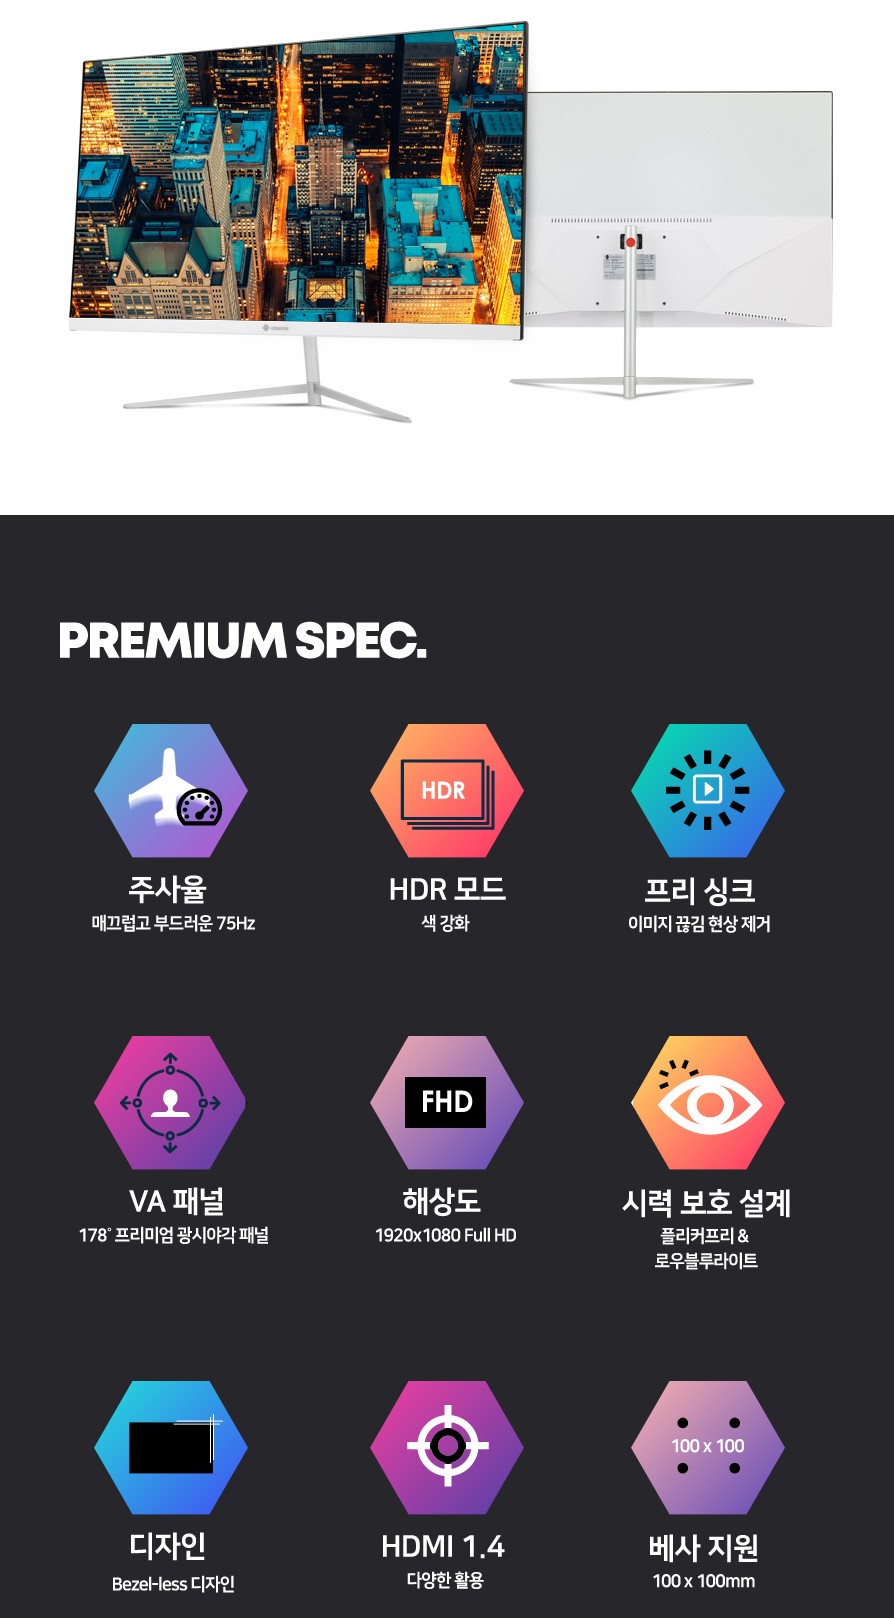 PREMIUM SPEC.
HDR
주사율
매끄럽고 부드러운 75Hz
HDR 모드
색 강화
프리 싱크
이미지 끊김 현상 제거
FHD
VA 패널
178° 프리미엄 광시야각 패널
해상도
1920x1080 Full HD
시력 보호 설계
플리커프리 &
로우블루라이트
100 x 100
디자인
Bezel-less 디자인
HDMI 1.4
다양한 활용
베사 지원
100 x 100mm